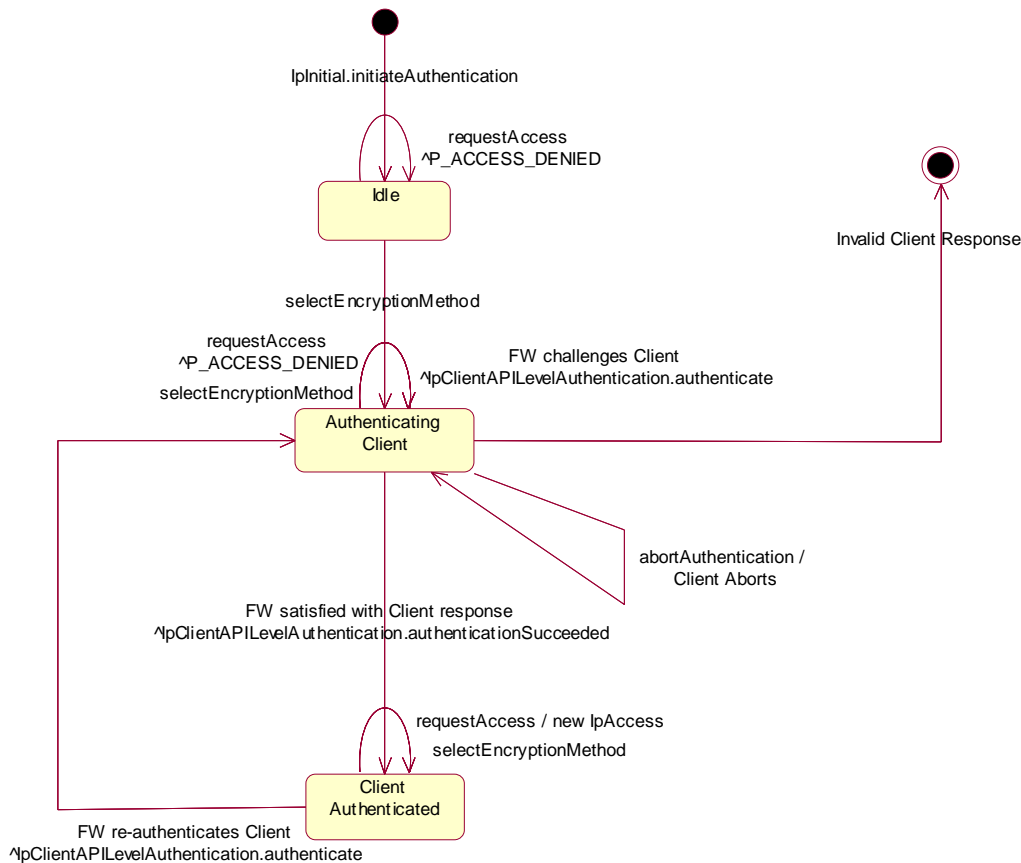 IpInitial.initiateAuthentication
requestAccess
^P_ACCESS_DENIED
Idle
Invalid Client Response
selectEncryptionMethod
requestAccess
^P_ACCESS_DENIED
selectEncryptionMethod
FW challenges Client
^IpClientAPILevelAuthentication.authenticate
Authenticating
Client
abortAuthentication /
Client Aborts
FW satisfied with Client response
^IpClientAPILevelAuthentication.authenticationSucceeded
requestAccess / new IpAccess
selectEncryptionMethod
Client
Authenticated
FW re-authenticates Client
^IpClientAPILevelAuthentication.authenticate